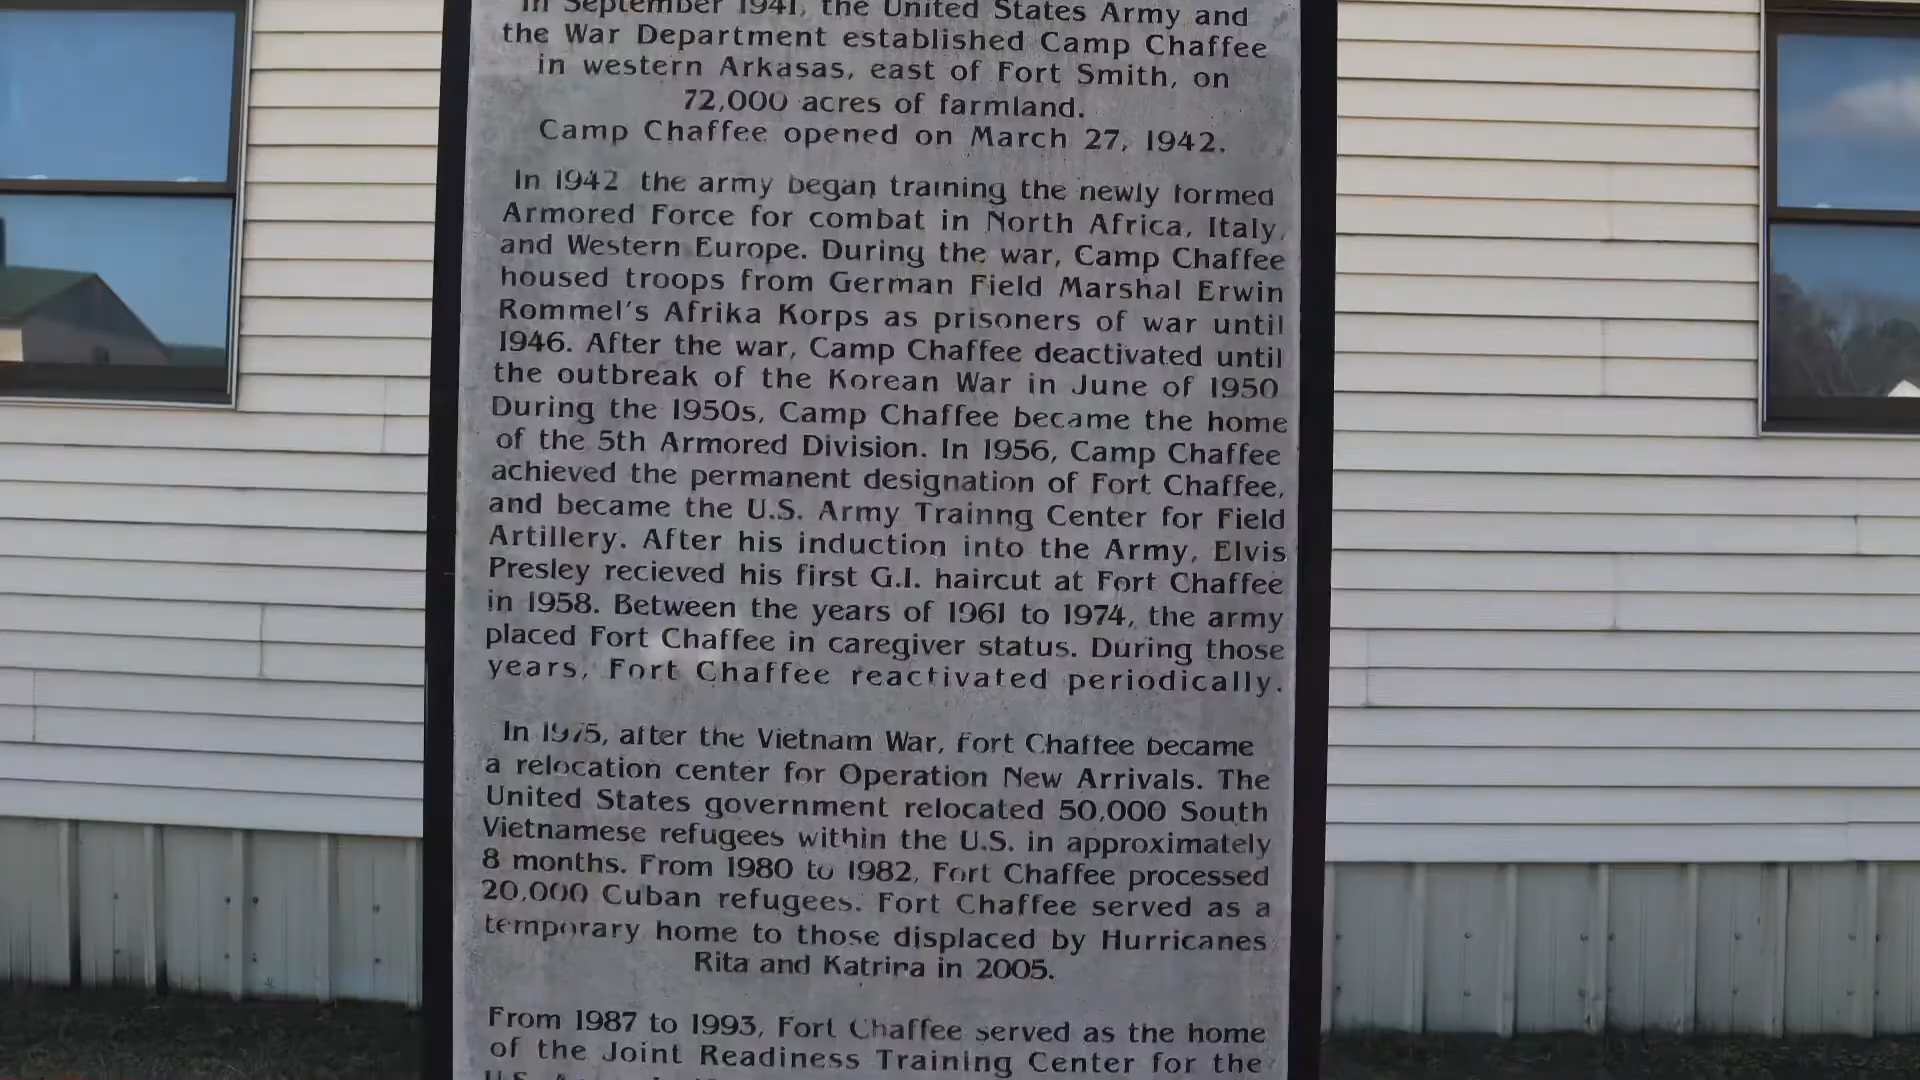 In September 1941, the United States Army and
the War Department established Camp Chaffee
in western Arkasas, east of Fort Smith, on
72,000 acres of farmland.
Camp Chaffee opened on March 27, 1942.
In 1942 the army began training the newly formed
Armored Force for combat in North Africa, Italy,
and Western Europe. During the war, Camp Chaffee
housed troops from German Field Marshal Erwin
Rommel's Afrika Korps as prisoners of war until
1946. After the war, Camp Chaffee deactivated until
the outbreak of the Korean War in June of 1950
During the 1950s, Camp Chaffee became the home
of the 5th Armored Division. In 1956, Camp Chaffee
achieved the permanent designation of Fort Chaffee,
and became the U.S. Army Trainng Center for Field
Artillery. After his induction into the Army, Elvis
Presley recieved his first G.I. haircut at Fort Chaffee
in 1958. Between the years of 1961 to 1974, the army
placed Fort Chaffee in caregiver status. During those
years, Fort Chaffee reactivated periodically.
In 1975, after the Vietnam War, Fort Chaffee became
a relocation center for Operation New Arrivals. The
United States government relocated 50,000 South
Vietnamese refugees within the U.S. in approximately
8 months. From 1980 to 1982, Fort Chaffee processed
20,000 Cuban refugees. Fort Chaffee served as a
temporary home to those displaced by Hurricanes
Rita and Katrina in 2005.
From 1987 to 1993, Fort Chaffee served as the home
of the Joint Readiness Training Center for the